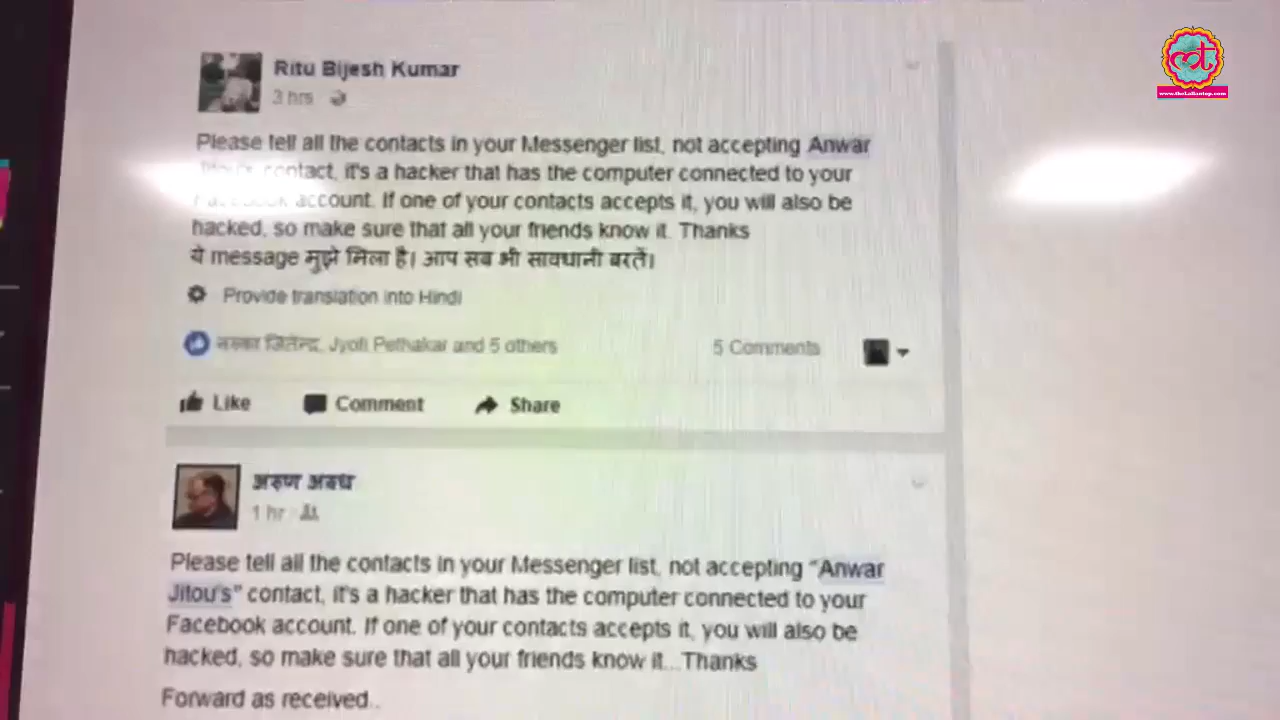 Ritu Bijesh Kumar
3 hrs
Please tell all the contacts in your Messenger list, not accepting Anwar
contact, it's a hacker that has the computer connected to your
account. If one of your contacts accepts it, you will also be
hacked, so make sure that all your friends know it. Thanks
ये message मुझे मिला है। आप सब भी सावधानी बरतें।
Provide translation into Hindi
जितेन्द्र, Jyoti Pethakar and 5 others
5 Comments
Like
Comment
Share
अरुण अवध
1 hr
Please tell all the contacts in your Messenger list, not accepting "Anwar
Jitou's" contact, it's a hacker that has the computer connected to your
Facebook account. If one of your contacts accepts it, you will also be
hacked, so make sure that all your friends know it...Thanks
Forward as received..
www.thelallantop.com